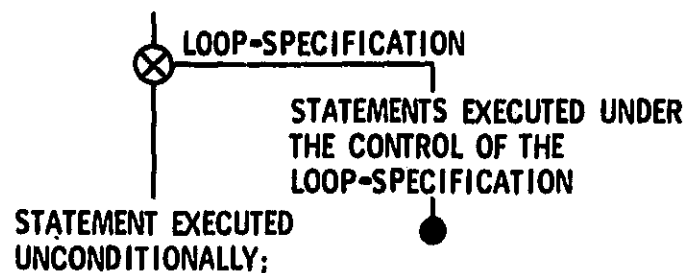 LOOP-SPECIFICATION
STATEMENTS EXECUTED UNDER
THE CONTROL OF THE
LOOP-SPECIFICATION
STATEMENT EXECUTED
UNCONDITIONALLY;